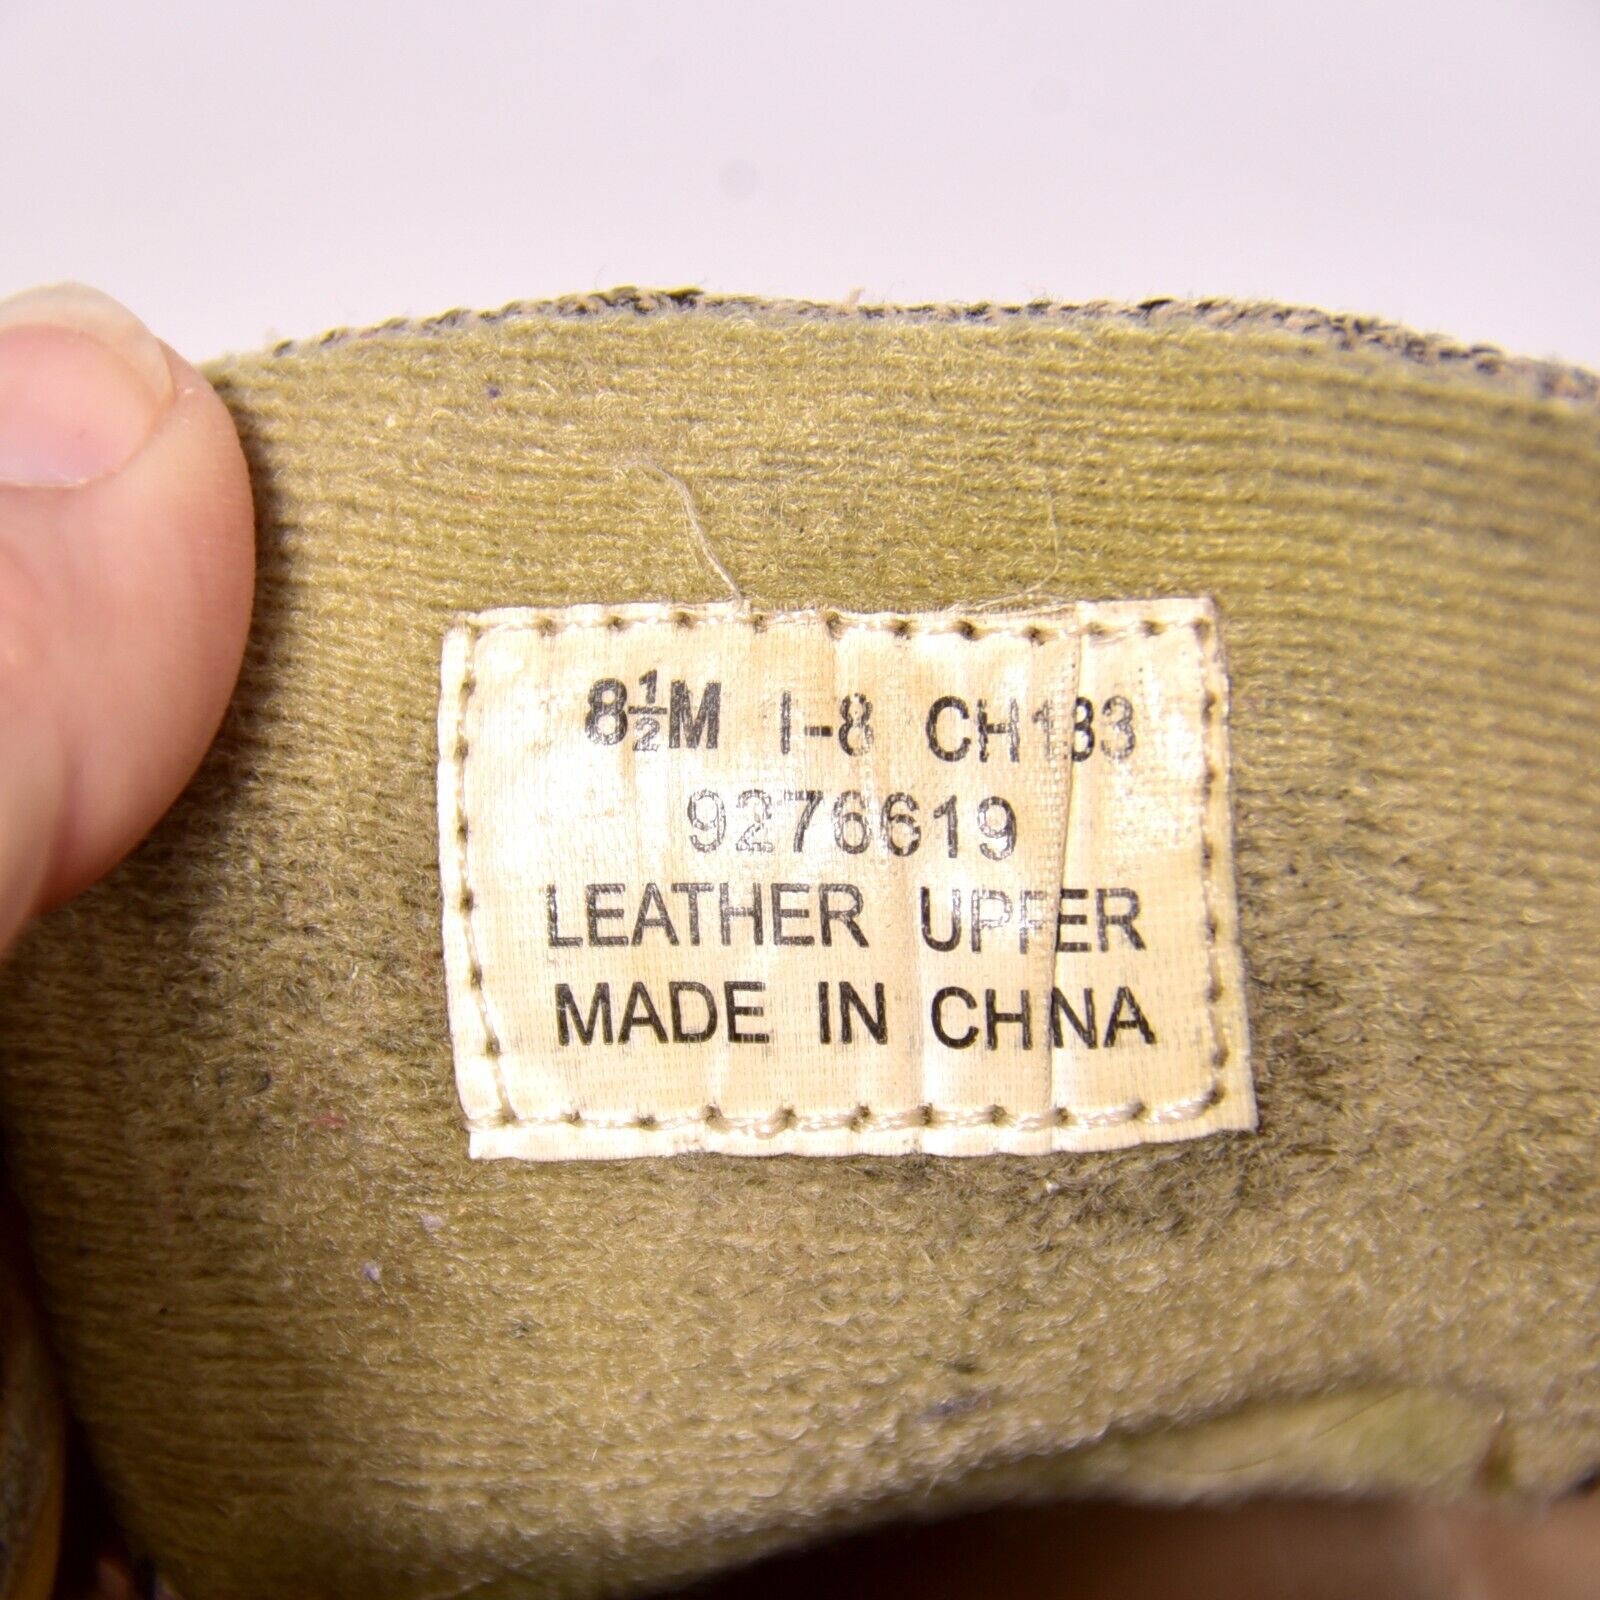 8½M I-8 CH183
9276619
LEATHER UPPER
MADE IN CHINA